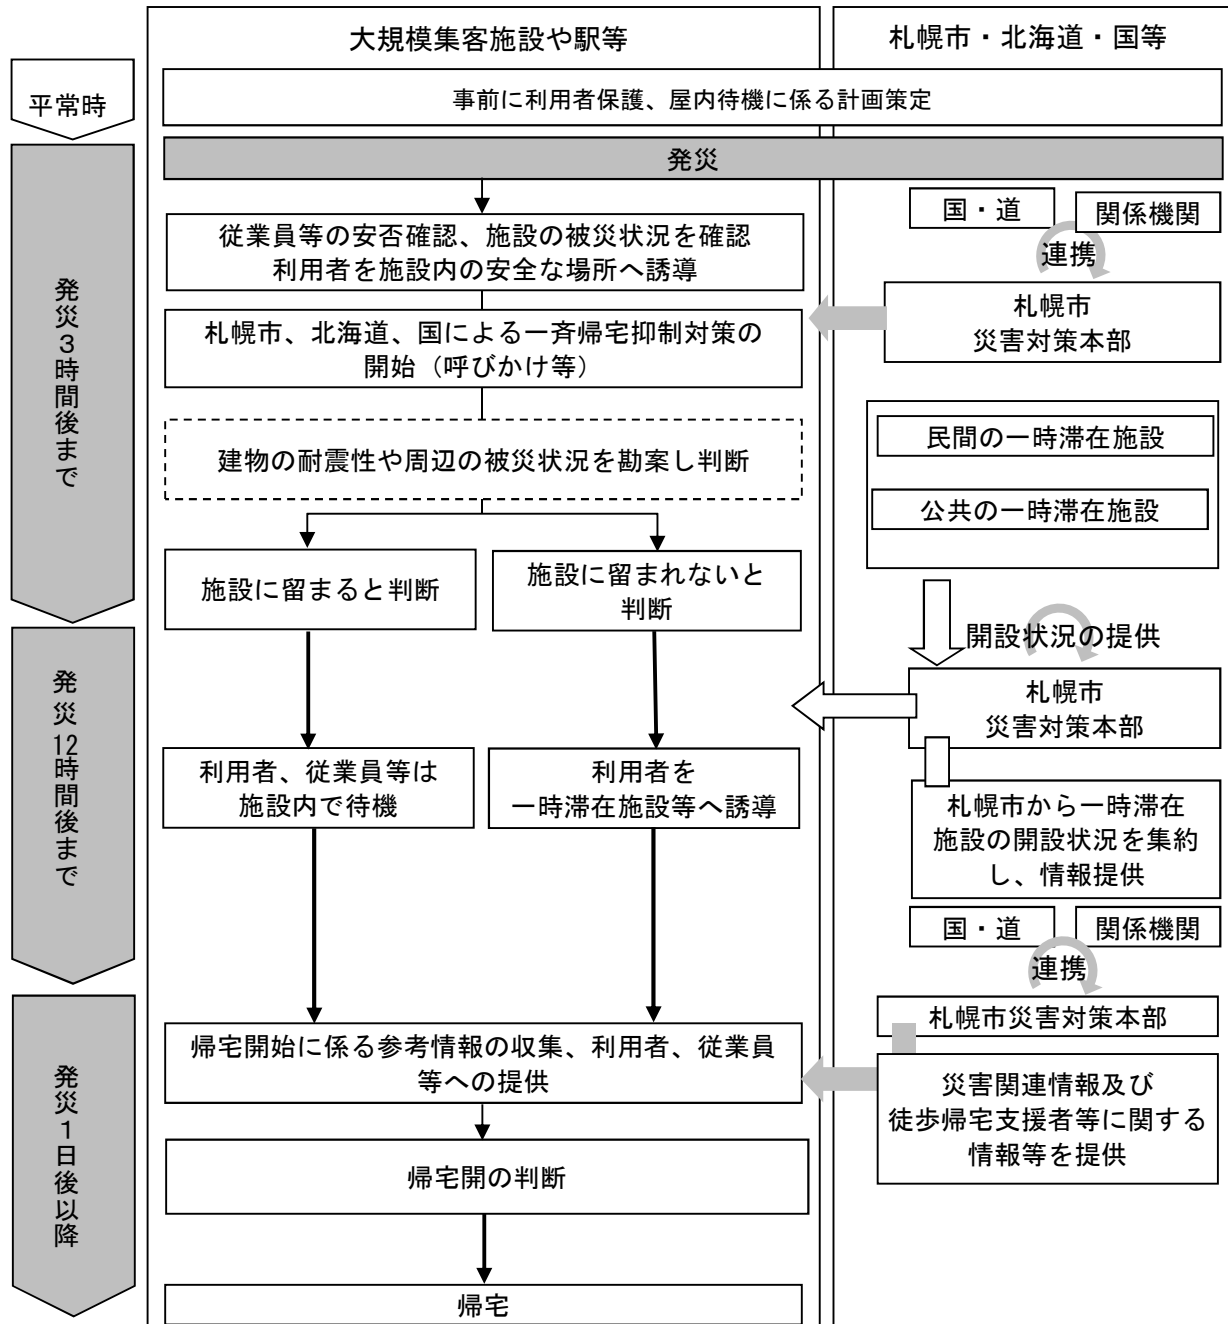 大規模集客施設や駅等
札幌市・北海道・国等
平常時
事前に利用者保護、屋内待機に係る計画策定
発災
発災3時間後まで
従業員等の安否確認、施設の被災状況を確認
利用者を施設内の安全な場所へ誘導
国・道
関係機関
連携
札幌市
災害対策本部
札幌市、北海道、国による一斉帰宅抑制対策の
開始（呼びかけ等）
建物の耐震性や周辺の被災状況を勘案し判断
民間の一時滞在施設
公共の一時滞在施設
施設に留まると判断
施設に留まれないと
判断
発災12時間後まで
開設状況の提供
札幌市
災害対策本部
利用者、従業員等は
施設内で待機
利用者を
一時滞在施設等へ誘導
札幌市から一時滞在
施設の開設状況を集約
し、情報提供
国・道
関係機関
連携
発災1日後以降
札幌市災害対策本部
帰宅開始に係る参考情報の収集、利用者、従業員
等への提供
災害関連情報及び
徒歩帰宅支援者等に関する
情報等を提供
帰宅開の判断
帰宅